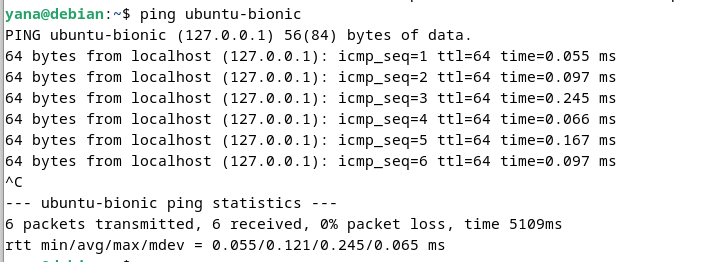 yana@debian:~$ ping ubuntu-bionic
PING ubuntu-bionic (127.0.0.1) 56(84) bytes of data.
64 bytes from localhost (127.0.0.1): icmp_seq=1 ttl=64 time=0.055 ms
64 bytes from localhost (127.0.0.1): icmp_seq=2 ttl=64 time=0.097 ms
64 bytes from localhost (127.0.0.1): icmp_seq=3 ttl=64 time=0.245 ms
64 bytes from localhost (127.0.0.1): icmp_seq=4 ttl=64 time=0.066 ms
64 bytes from localhost (127.0.0.1): icmp_seq=5 ttl=64 time=0.167 ms
64 bytes from localhost (127.0.0.1): icmp_seq=6 ttl=64 time=0.097 ms
^C
--- ubuntu-bionic ping statistics ---
6 packets transmitted, 6 received, 0% packet loss, time 5109ms
rtt min/avg/max/mdev = 0.055/0.121/0.245/0.065 ms